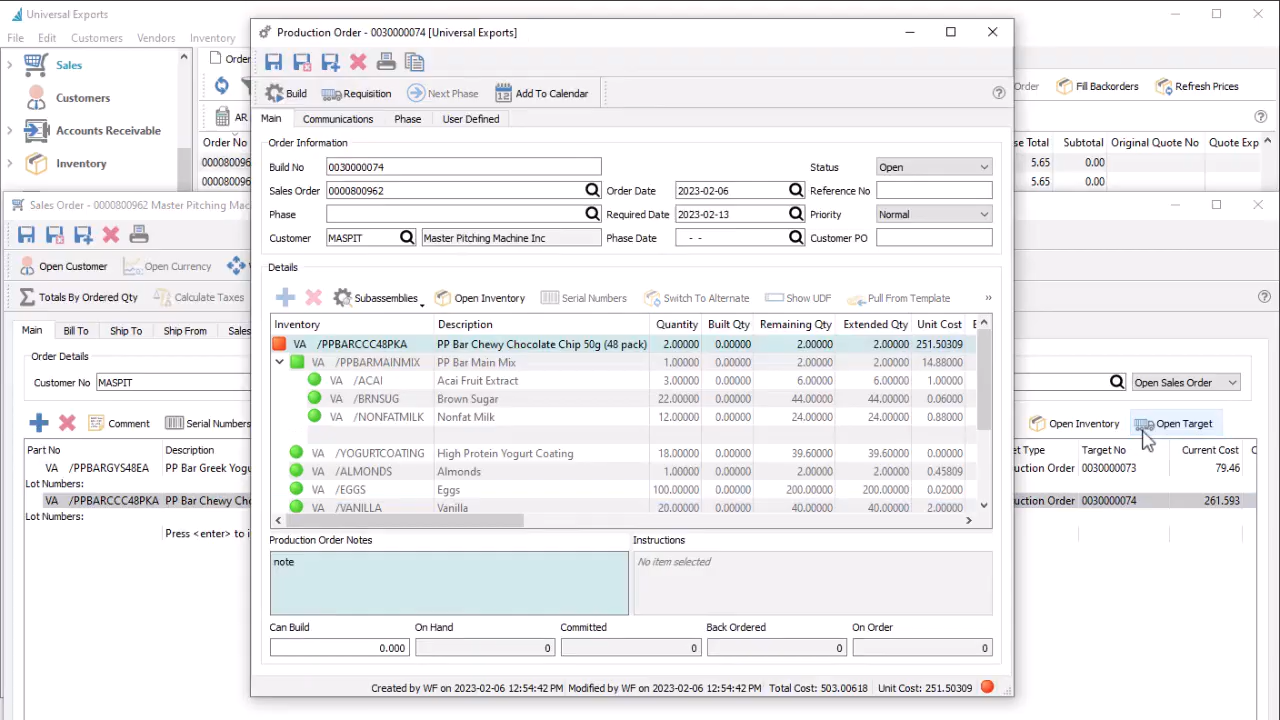 Universal Exports
File Edit Customers Vendors Inventory
Sales
Customers
Accounts Receivable
Inventory
AR
Order No
00008009
00008009
Order Fill Backorders Refresh Prices
Total Subtotal Original Quote No Quote Exp
5.65 0.00
5.65 0.00
Sales Order - 0000800962 Master Pitching Mac
Open Customer Open Currency
Totals By Ordered Qty Calculate Taxes
Main Bill To Ship To Ship From Sales
Order Details
Customer No MASPIT
Open Sales Order
Comment Serial Numbers
Open Inventory Open Target
Part No Description
VA /PPBARGYS48EA PP Bar Greek Yogu
Lot Numbers:
VA /PPBARCCC48PKA PP Bar Chewy Cho
Lot Numbers:
Press <enter> to i
Target No Current Cost
Order 0030000073 79.46
Order 0030000074 261.593
Production Order - 0030000074 [Universal Exports]
Build Requisition Next Phase 12 Add To Calendar
Main Communications Phase User Defined
Order Information
Build No 0030000074 Status Open
Sales Order 0000800962 Order Date 2023-02-06 Reference No
Phase Required Date 2023-02-13 Priority Normal
Customer MASPIT Master Pitching Machine Inc Phase Date - - Customer PO
Details
Subassemblies Open Inventory Serial Numbers Switch To Alternate Show UDF Pull From Template »
Inventory Description Quantity Built Qty Remaining Qty Extended Qty Unit Cost
VA /PPBARCCC48PKA PP Bar Chewy Chocolate Chip 50g (48 pack) 2.00000 0.00000 2.00000 2.00000 251.50309
VA /PPBARMAINMIX PP Bar Main Mix 1.00000 0.00000 2.00000 2.00000 14.88000
VA /ACAI Acai Fruit Extract 3.00000 0.00000 6.00000 6.00000 1.00000
VA /BRNSUG Brown Sugar 22.00000 0.00000 44.00000 44.00000 0.06000
VA /NONFATMILK Nonfat Milk 12.00000 0.00000 24.00000 24.00000 0.88000
VA /YOGURTCOATING High Protein Yogurt Coating 18.00000 0.00000 39.60000 39.60000 2.00000
VA /ALMONDS Almonds 1.00000 0.00000 2.00000 2.00000 0.45809
VA /EGGS Eggs 100.00000 0.00000 200.00000 200.00000 0.02000
VA /VANILLA Vanilla 20.00000 0.00000 40.00000 40.00000 2.00000
Production Order Notes Instructions
note No item selected
Can Build On Hand Committed Back Ordered On Order
0.000 0 0 0 0
Created by WF on 2023-02-06 12:54:42 PM Modified by WF on 2023-02-06 12:54:42 PM Total Cost: 503.00618 Unit Cost: 251.50309